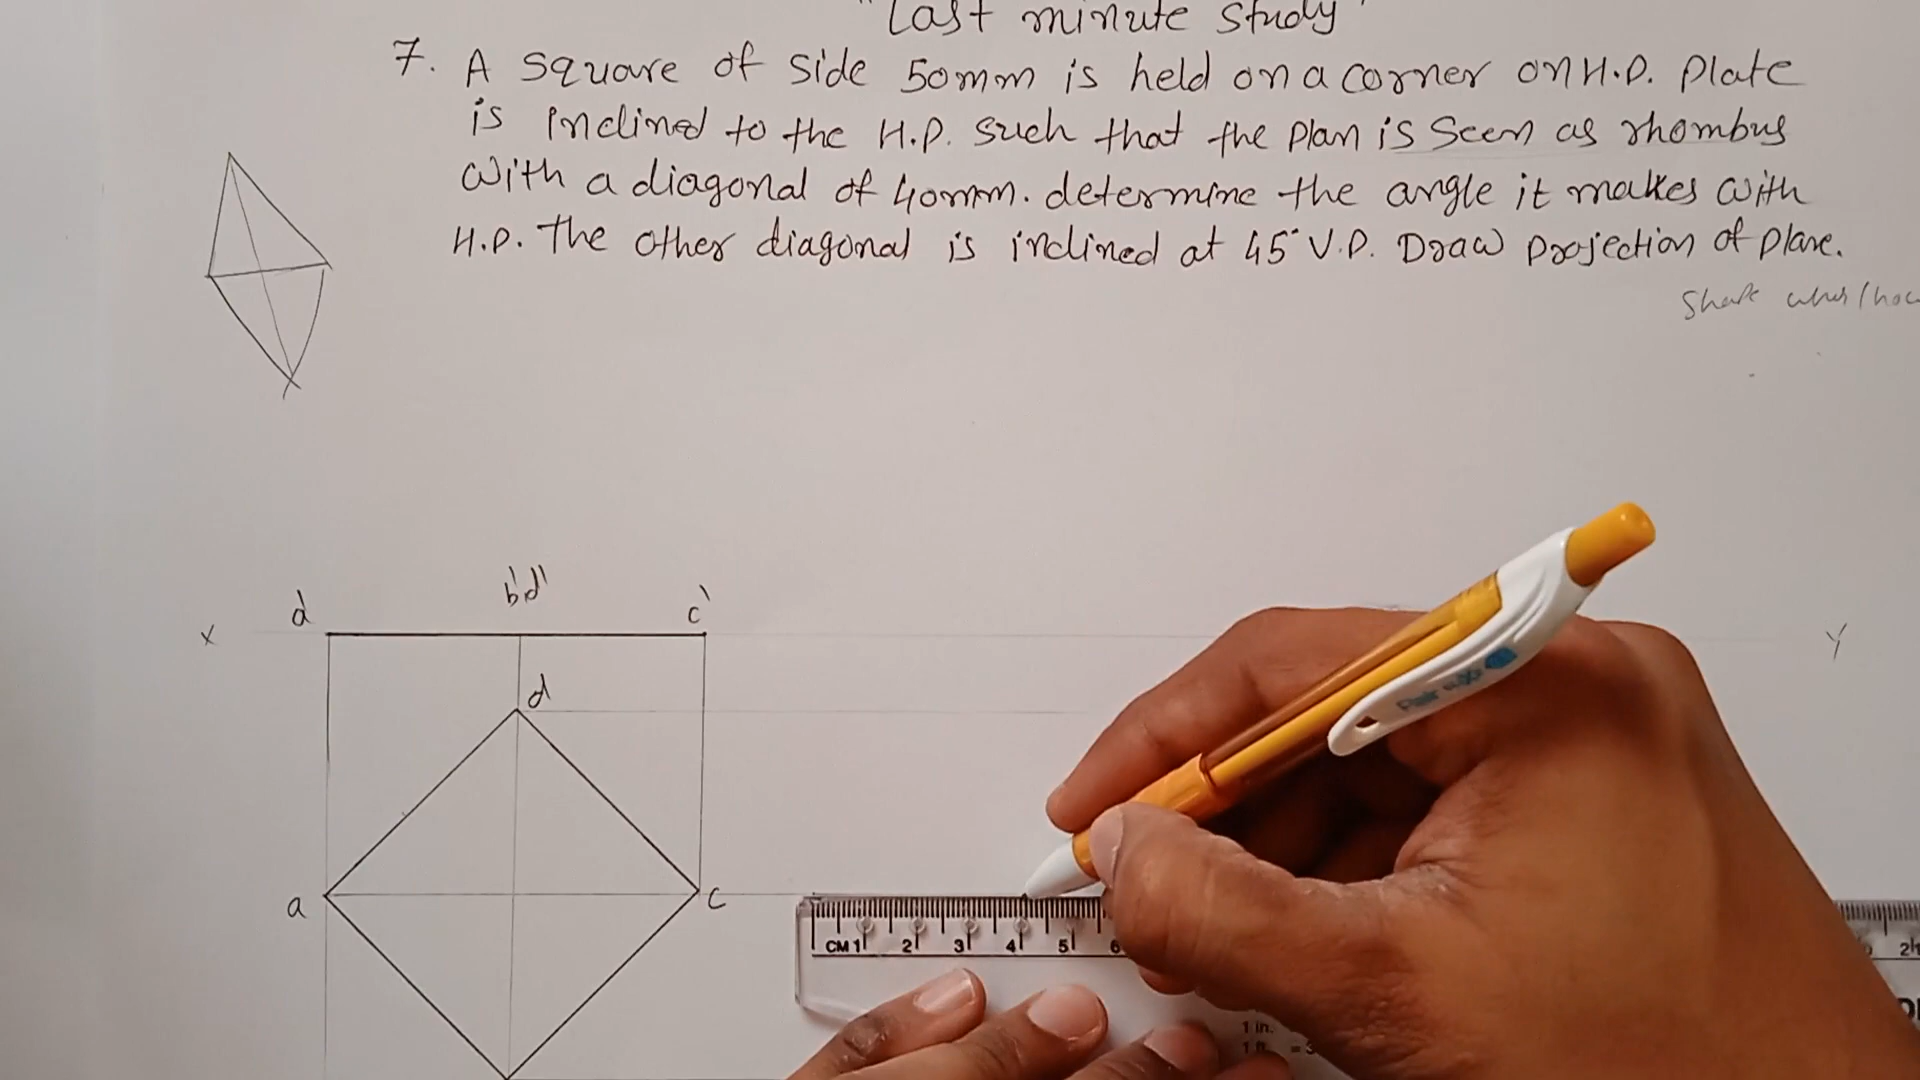 "Last minute study"
7. A Square of side 50mm is held on a corner on H.P. Plate
is inclined to the H.P. such that the plan is seen as rhombus
with a diagonal of 40mm. determine the angle it makes with
H.P. The other diagonal is inclined at 45° V.P. Draw projection of plane.
b'd'
a'
c'
X
Y
d
a
c
CM 1 2 3 4 5 6
1 in.
1 ft.